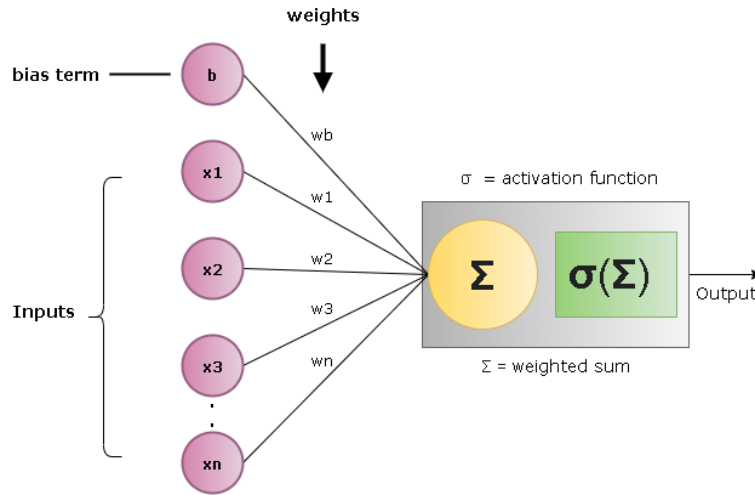 weights
bias term
b
wb
x1
w1
σ = activation function
x2
w2
Σ
σ(Σ)
Output
Inputs
w3
x3
wn
Σ = weighted sum
xn